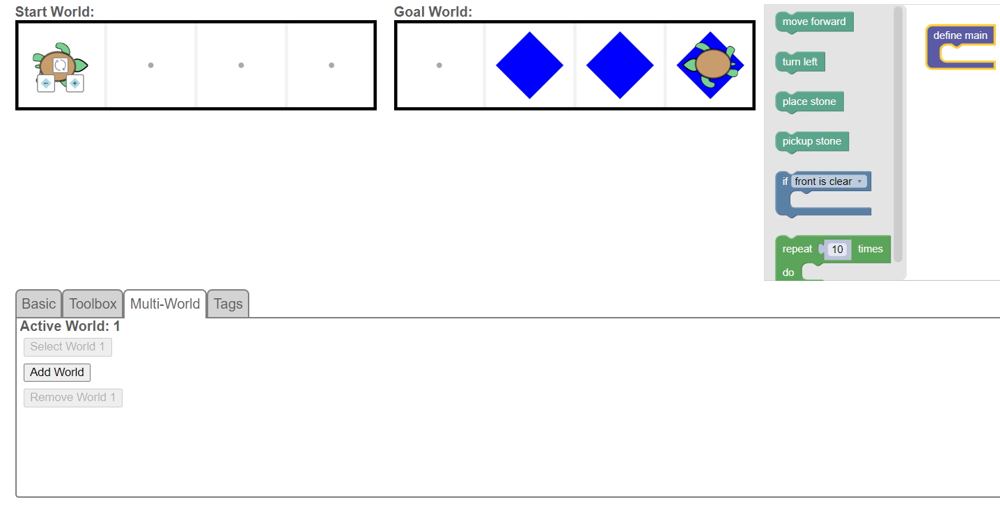 Start World:
Goal World:
move forward
turn left
place stone
pickup stone
if front is clear
repeat 10 times
do
define main
Basic
Toolbox
Multi-World
Tags
Active World: 1
Select World 1
Add World
Remove World 1